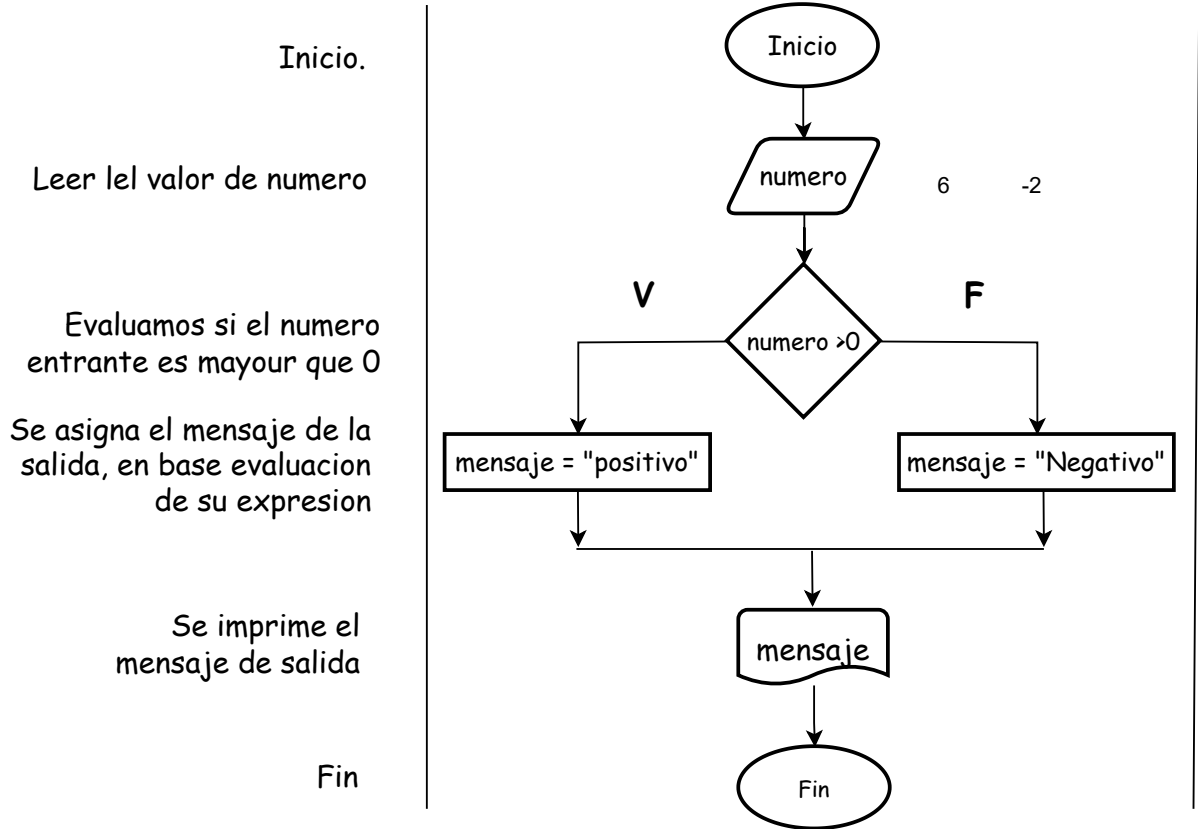 Inicio.
Inicio
Leer lel valor de numero
numero
6
-2
V
F
Evaluamos si el numero
entrante es mayour que 0
numero >0
Se asigna el mensaje de la
salida, en base evaluacion
de su expresion
mensaje = "positivo"
mensaje = "Negativo"
Se imprime el
mensaje de salida
mensaje
Fin
Fin